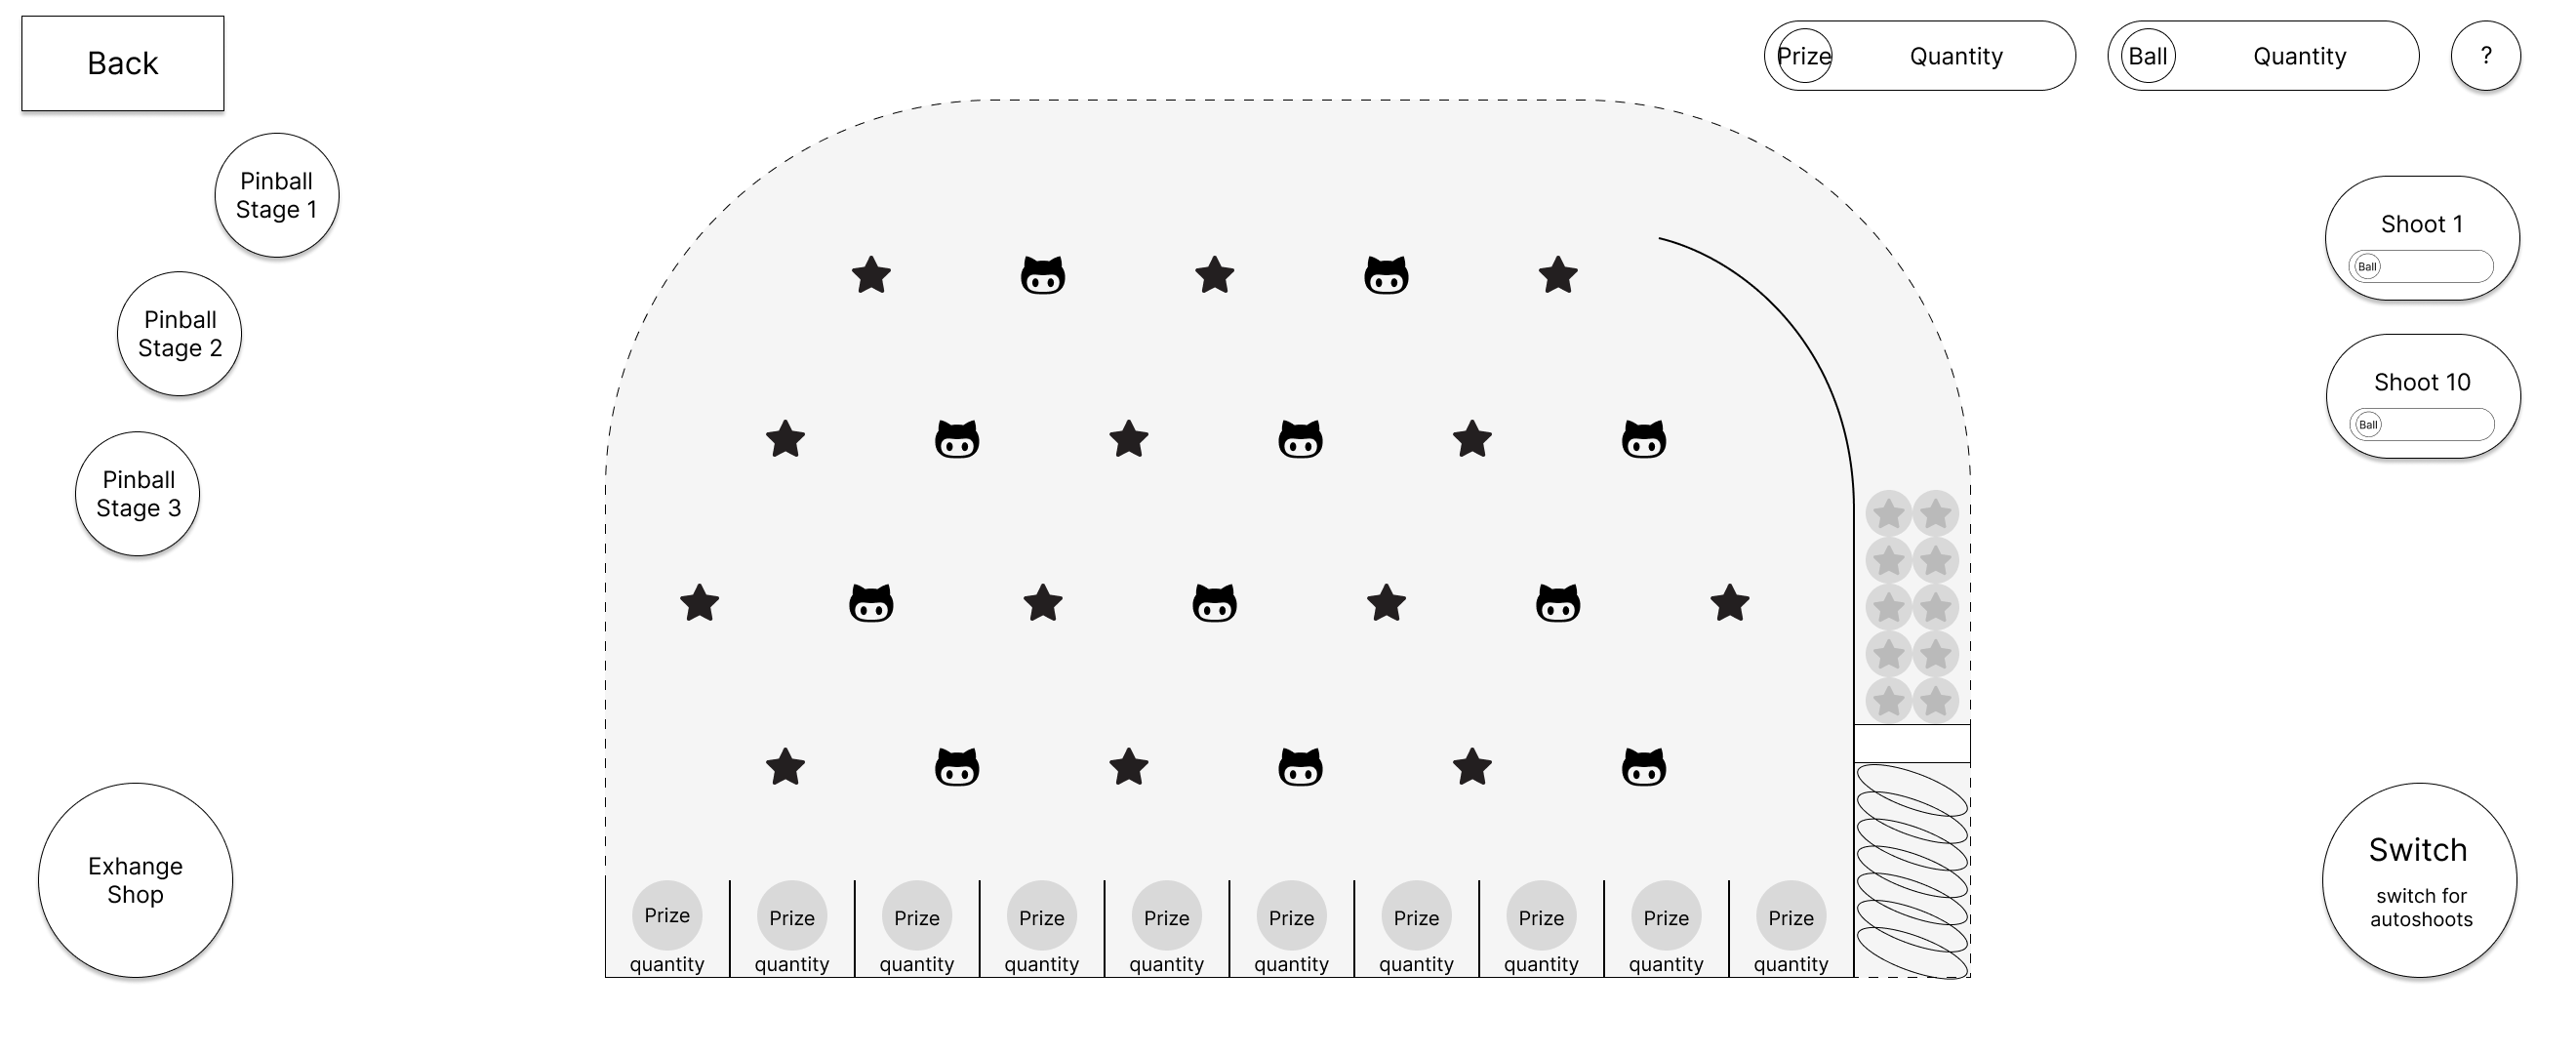 Back
Prize
Quantity
Ball
Quantity
?
Pinball
Stage 1
Pinball
Stage 2
Pinball
Stage 3
Shoot 1
Ball
Shoot 10
Ball
Exhange
Shop
Switch
switch for
autoshoots
Prize Prize Prize Prize Prize Prize Prize Prize Prize Prize
quantity quantity quantity quantity quantity quantity quantity quantity quantity quantity